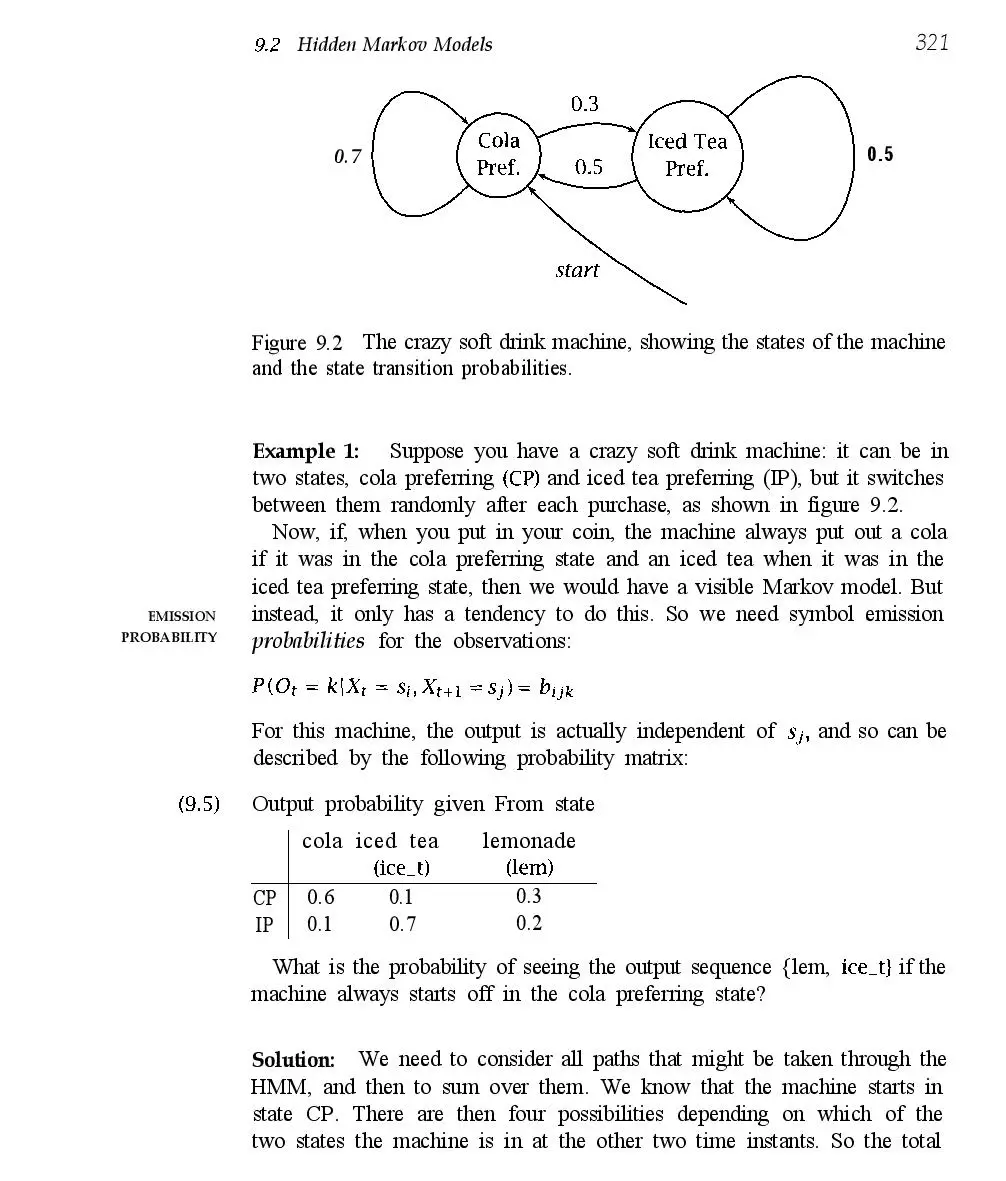 9.2 Hidden Markov Models 321
0.3
Cola
Pref.
Iced Tea
Pref.
0.7
0.5
0.5
start
Figure 9.2 The crazy soft drink machine, showing the states of the machine
and the state transition probabilities.
Example 1: Suppose you have a crazy soft drink machine: it can be in
two states, cola preferring (CP) and iced tea preferring (IP), but it switches
between them randomly after each purchase, as shown in figure 9.2.
Now, if, when you put in your coin, the machine always put out a cola
if it was in the cola preferring state and an iced tea when it was in the
iced tea preferring state, then we would have a visible Markov model. But
EMISSION
PROBABILITY
instead, it only has a tendency to do this. So we need symbol emission
probabilities for the observations:
P(O_t = k|X_t = s_i, X_{t+1} = s_j) = b_{ijk}
For this machine, the output is actually independent of s_j, and so can be
described by the following probability matrix:
(9.5) Output probability given From state
cola iced tea lemonade
(ice_t) (lem)
CP 0.6 0.1 0.3
IP 0.1 0.7 0.2
What is the probability of seeing the output sequence {lem, ice_t} if the
machine always starts off in the cola preferring state?
Solution: We need to consider all paths that might be taken through the
HMM, and then to sum over them. We know that the machine starts in
state CP. There are then four possibilities depending on which of the
two states the machine is in at the other two time instants. So the total